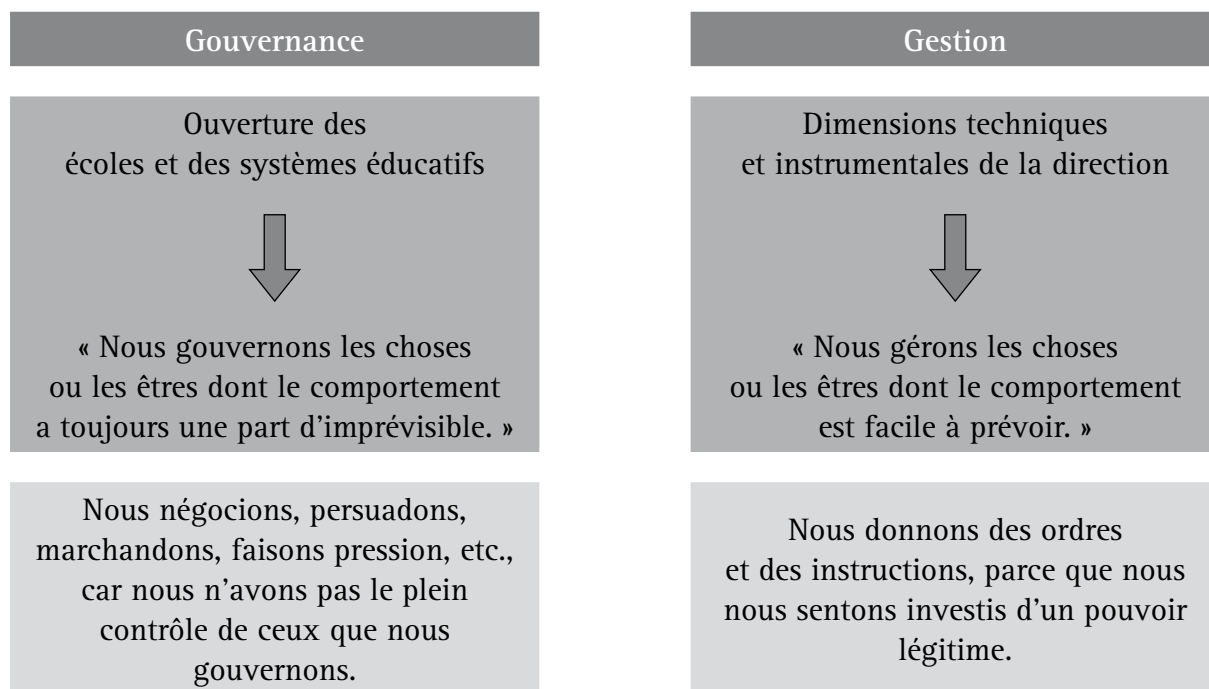 Gouvernance
Ouverture des
écoles et des systèmes éducatifs
« Nous gouvernons les choses
ou les êtres dont le comportement
a toujours une part d’imprévisible. »
Nous négocions, persuadons,
marchandons, faisons pression, etc.,
car nous n’avons pas le plein
contrôle de ceux que nous
gouvernons.
Gestion
Dimensions techniques
et instrumentales de la direction
« Nous gérons les choses
ou les êtres dont le comportement
est facile à prévoir. »
Nous donnons des ordres
et des instructions, parce que nous
nous sentons investis d’un pouvoir
légitime.